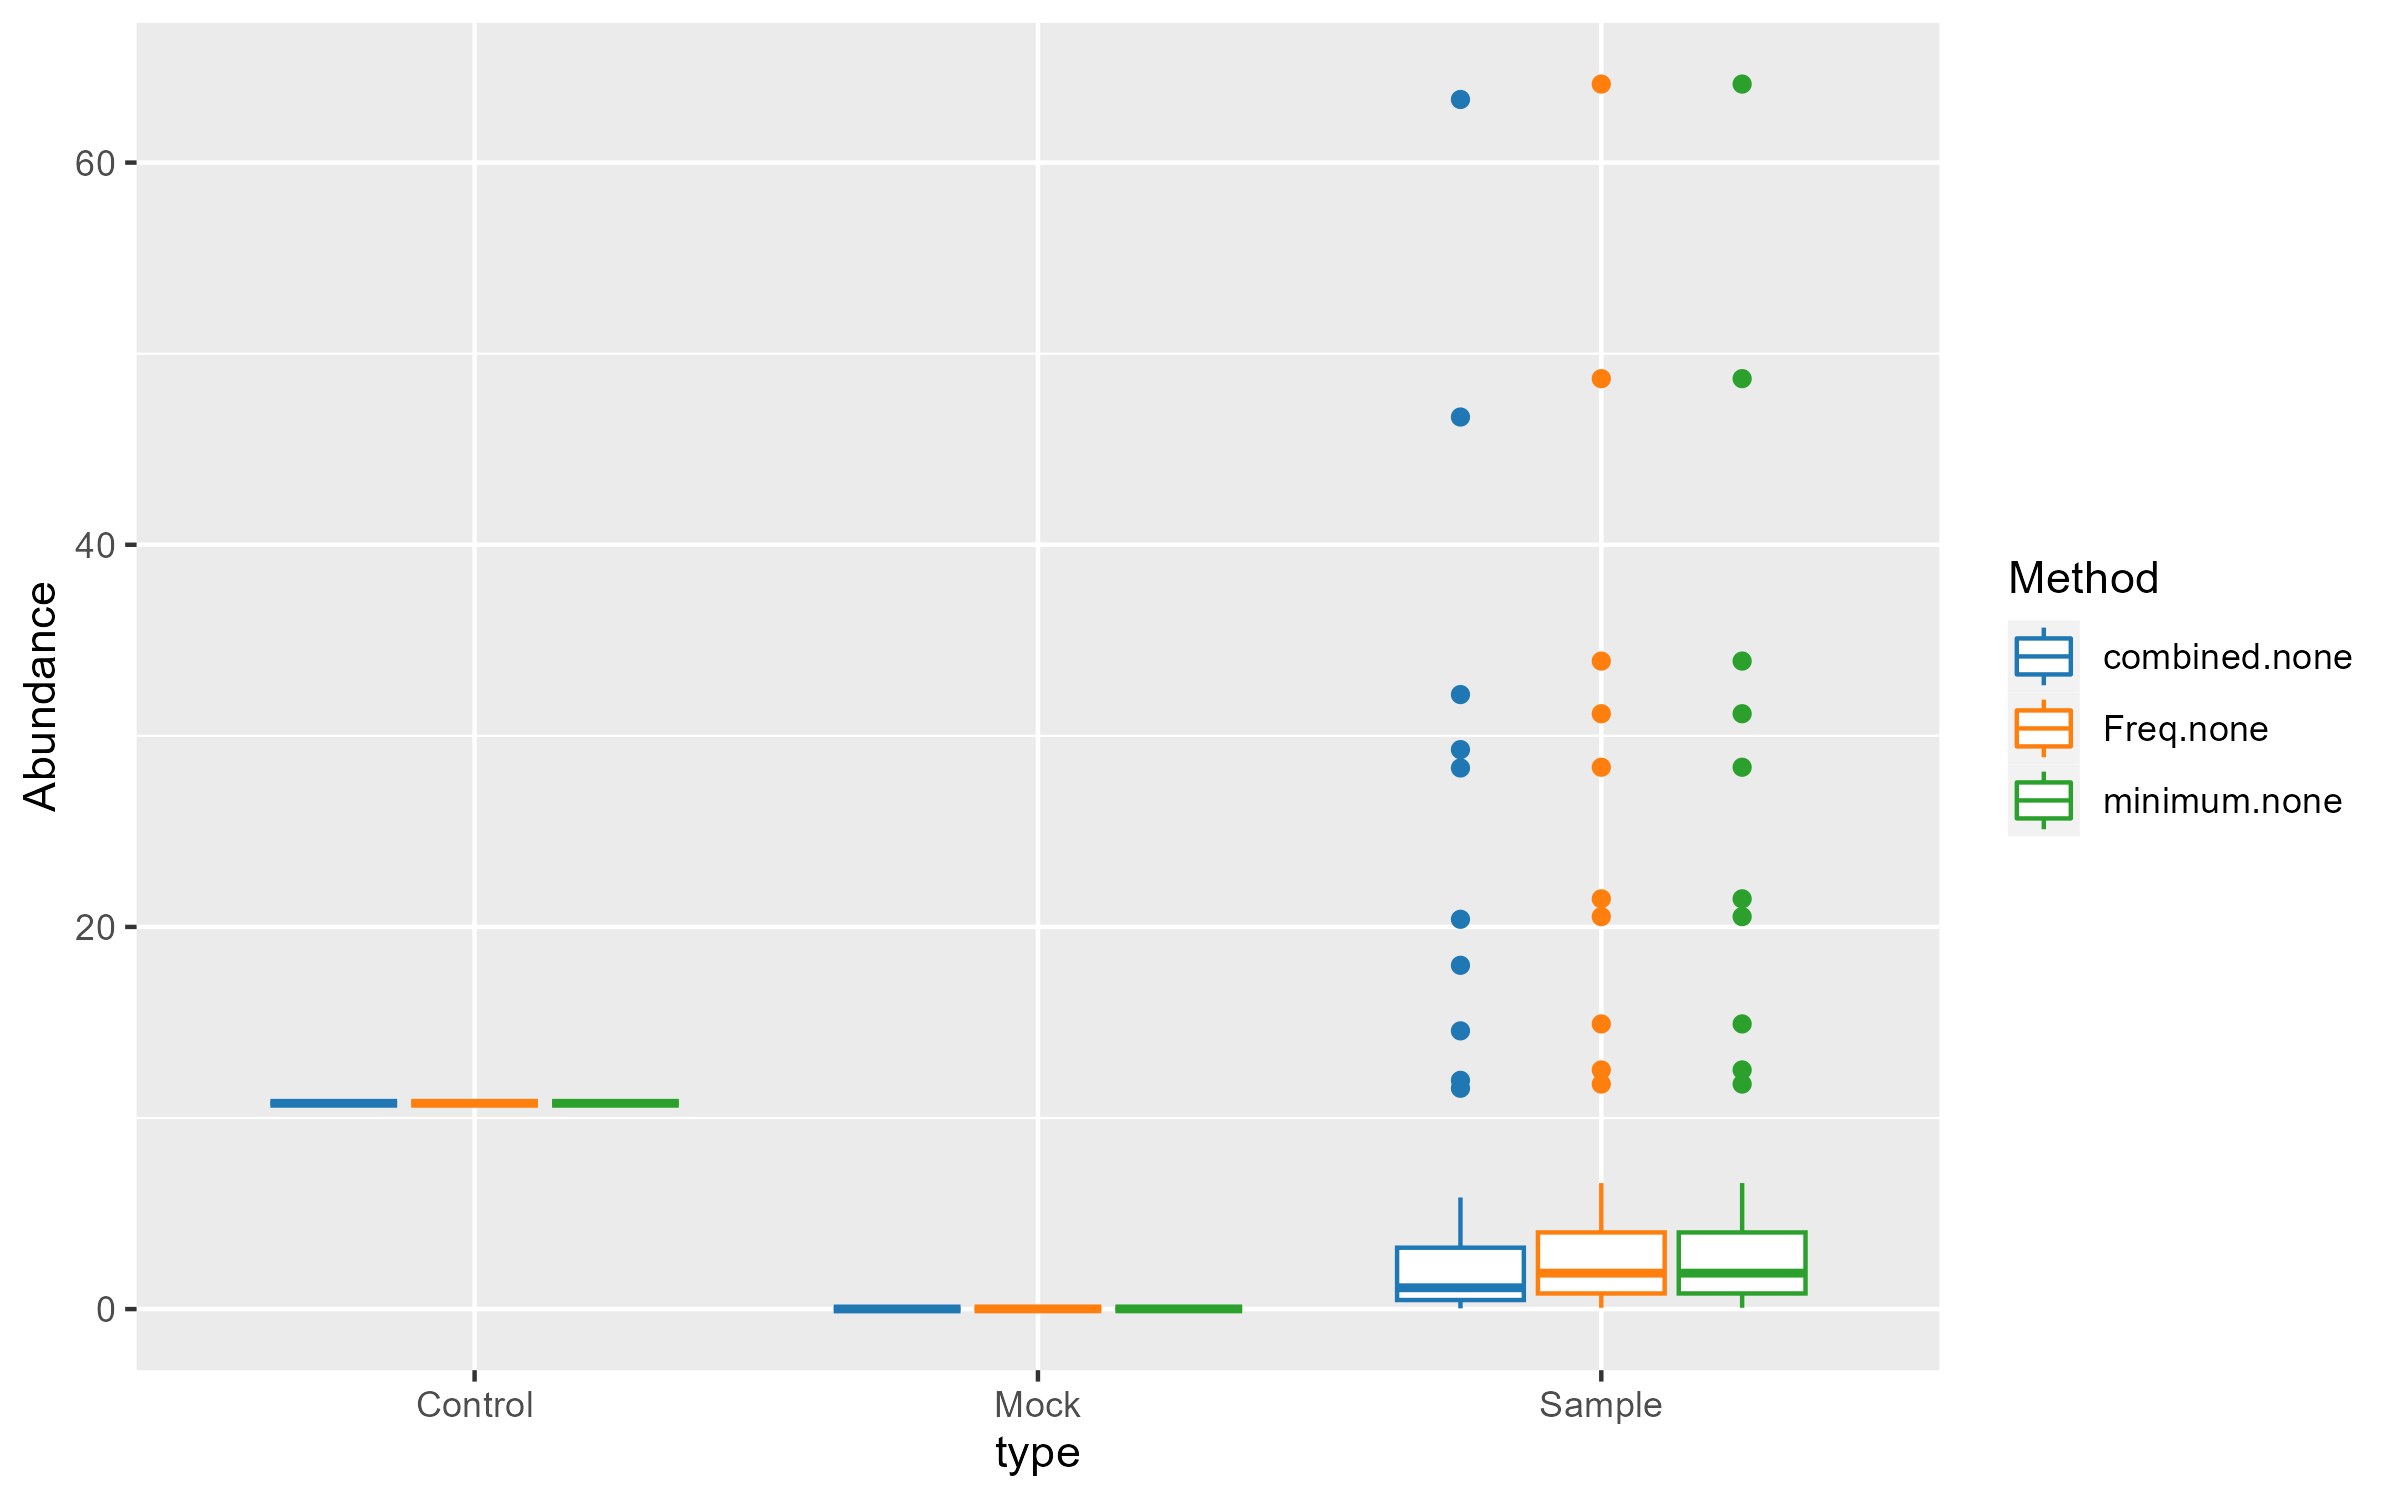 60
40
20
0
Abundance
Control
Mock
Sample
type
Method
combined.none
Freq.none
minimum.none